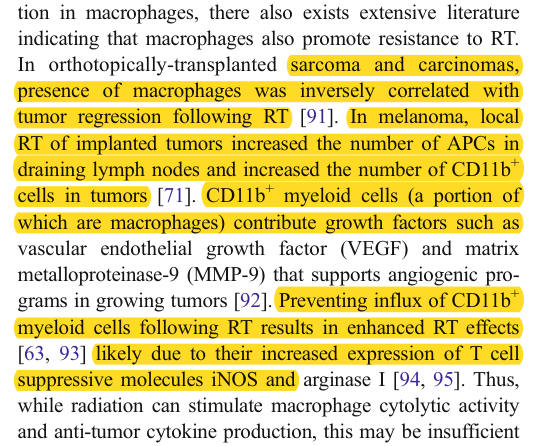 tion in macrophages, there also exists extensive literature
indicating that macrophages also promote resistance to RT.
In orthotopically-transplanted sarcoma and carcinomas,
presence of macrophages was inversely correlated with
tumor regression following RT [91]. In melanoma, local
RT of implanted tumors increased the number of APCs in
draining lymph nodes and increased the number of CD11b⁺
cells in tumors [71]. CD11b⁺ myeloid cells (a portion of
which are macrophages) contribute growth factors such as
vascular endothelial growth factor (VEGF) and matrix
metalloproteinase-9 (MMP-9) that supports angiogenic pro-
grams in growing tumors [92]. Preventing influx of CD11b⁺
myeloid cells following RT results in enhanced RT effects
[63, 93] likely due to their increased expression of T cell
suppressive molecules iNOS and arginase I [94, 95]. Thus,
while radiation can stimulate macrophage cytolytic activity
and anti-tumor cytokine production, this may be insufficient